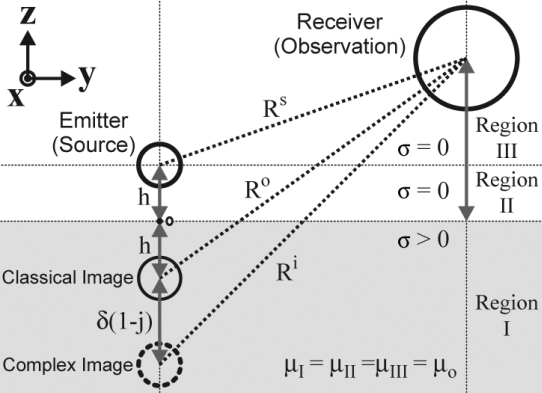 z
y
x
Receiver
(Observation)
Emitter
(Source)
R^s
σ = 0
Region
III
h
R^o
σ = 0
Region
II
o
h
σ > 0
Classical Image
R^i
δ(1-j)
Region
I
Complex Image
μ_I = μ_II =μ_III = μ_o